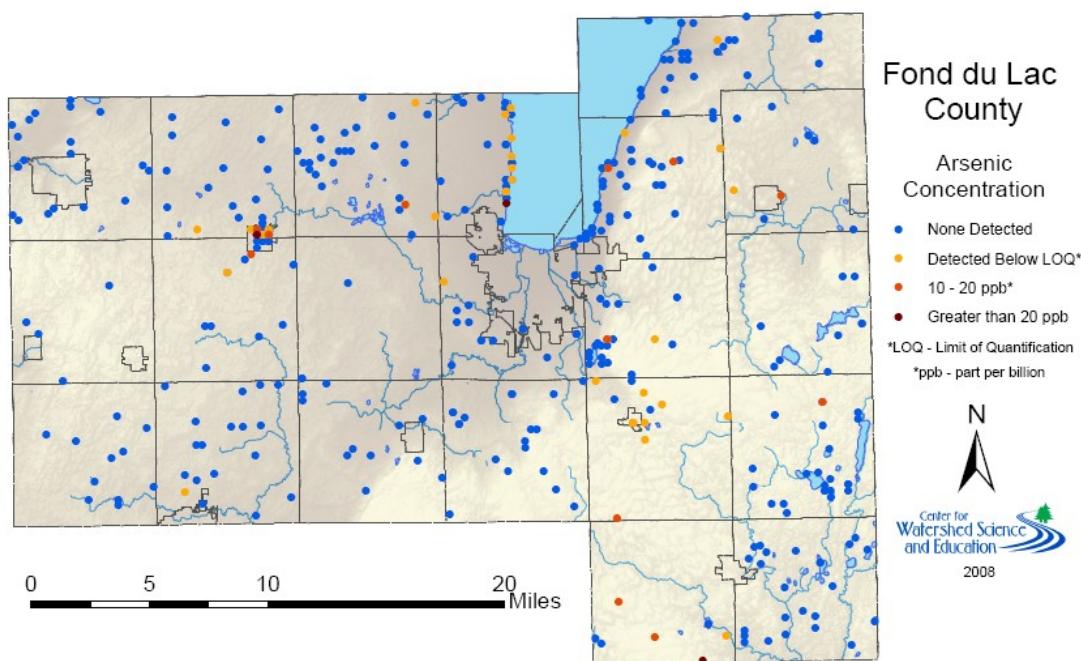 Fond du Lac
County
Arsenic
Concentration
None Detected
Detected Below LOQ*
10 - 20 ppb*
Greater than 20 ppb
*LOQ - Limit of Quantification
*ppb - part per billion
N
Center for
Watershed Science
and Education
2008
0 5 10 20
Miles